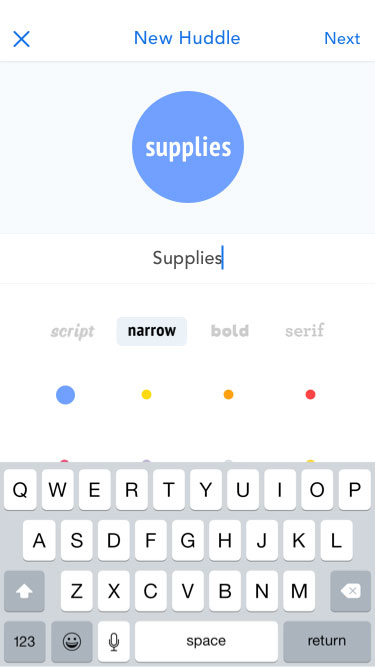 New Huddle Next
supplies
Supplies
script narrow bold serif
Q W E R T Y U I O P
A S D F G H J K L
Z X C V B N M
123 space return